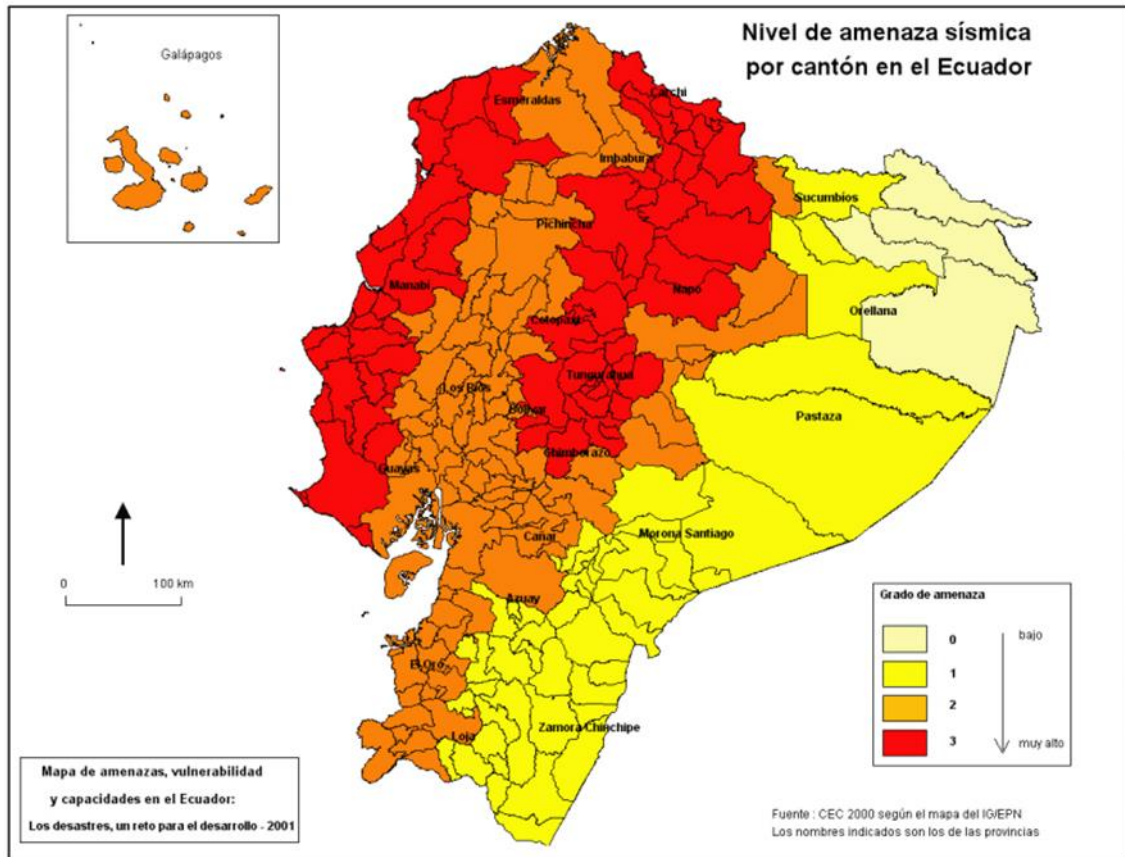 Nivel de amenaza sísmica
por cantón en el Ecuador
Galápagos
Carchi
Esmeraldas
Imbabura
Sucumbios
Pichincha
Manabi
Napo
Orellana
Cotopaxi
Tungurahua
Los Rios
Bolivar
Pastaza
Chimborazo
Guayas
Cañar
Morona Santiago
Azuay
El Oro
Loja
Zamora Chinchipe
0
100 km
Grado de amenaza
0
bajo
1
2
3
muy alto
Mapa de amenazas, vulnerabilidad
y capacidades en el Ecuador:
Los desastres, un reto para el desarrollo - 2001
Fuente : CEC 2000 según el mapa del IG/EPN
Los nombres indicados son los de las provincias